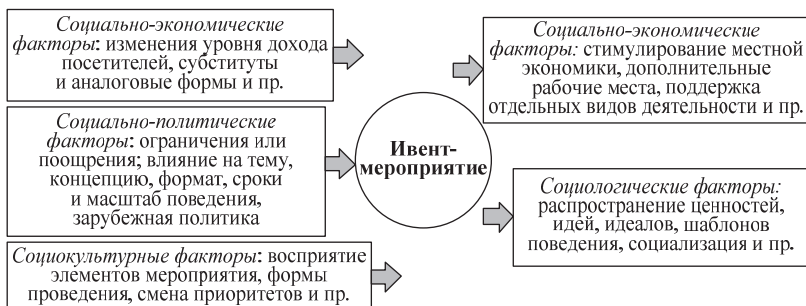 Социально-экономические
факторы: изменения уровня дохода
посетителей, субституты
и аналоговые формы и пр.
Социально-политические
факторы: ограничения или
поощрения; влияние на тему,
концепцию, формат, сроки
и масштаб поведения,
зарубежная политика
Социокультурные факторы: восприятие
элементов мероприятия, формы
проведения, смена приоритетов и пр.
Ивент-
мероприятие
Социально-экономические
факторы: стимулирование местной
экономики, дополнительные
рабочие места, поддержка
отдельных видов деятельности и пр.
Социологические факторы:
распространение ценностей,
идей, идеалов, шаблонов
поведения, социализация и пр.